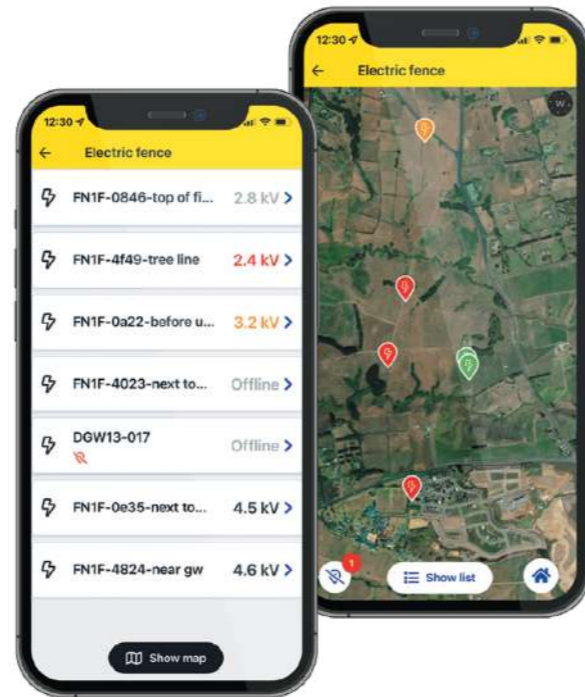 12:30
Electric fence
FN1F-0846-top of fi... 2.8 kV
FN1F-4f49-tree line 2.4 kV
FN1F-0a22-before u... 3.2 kV
FN1F-4023-next to... Offline
DGW13-017 Offline
FN1F-0e35-next to... 4.5 kV
FN1F-4824-near gw 4.6 kV
Show map
12:30
Electric fence
W
1
Show list